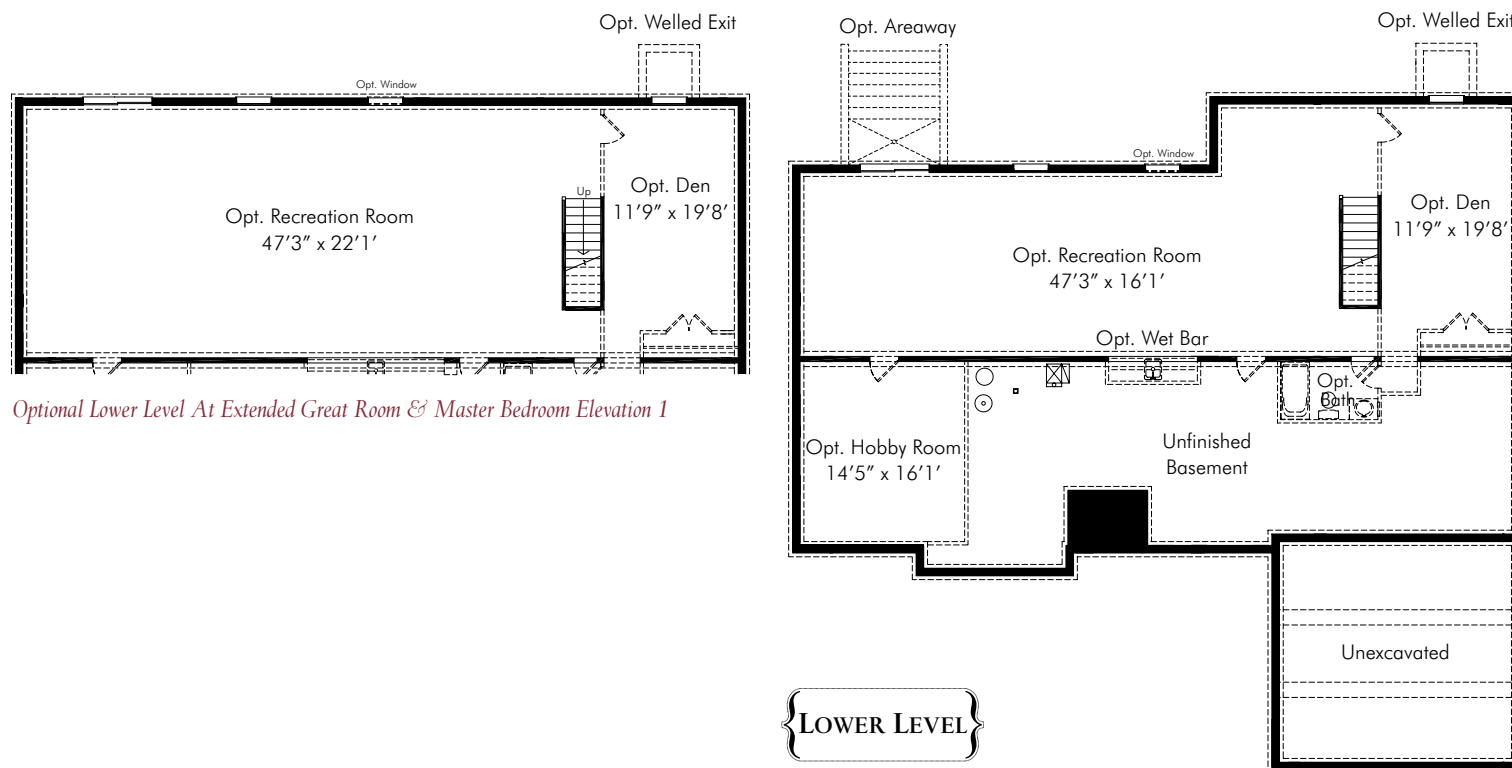 Opt. Welled Exit
Opt. Window
Up
Opt. Den
11’9” x 19’8’
Opt. Recreation Room
47’3” x 22’1’
Optional Lower Level At Extended Great Room & Master Bedroom Elevation 1
Opt. Areaway
Opt. Welled Exit
Opt. Window
Opt. Den
11’9” x 19’8’
Opt. Recreation Room
47’3” x 16’1’
Opt. Wet Bar
Opt.
Bath
Opt. Hobby Room
14’5” x 16’1’
Unfinished
Basement
Unexcavated
{LOWER LEVEL}